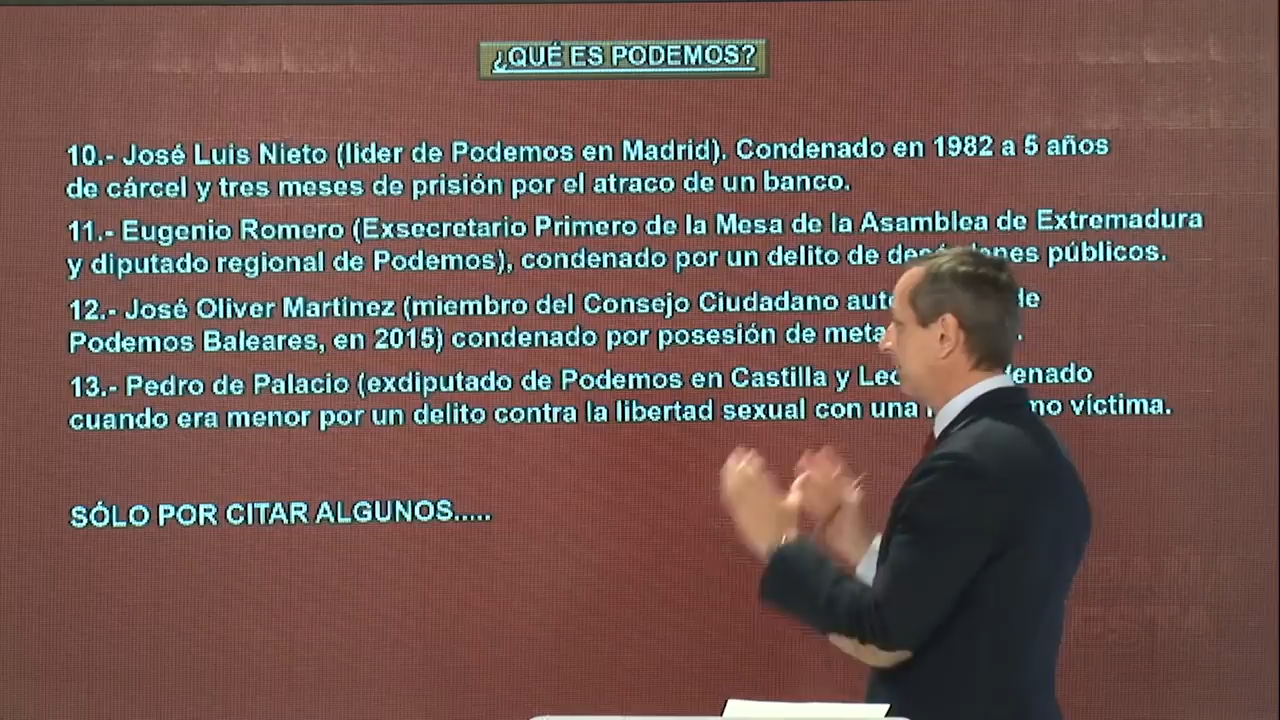 ¿QUÉ ES PODEMOS?
10.- José Luis Nieto (líder de Podemos en Madrid). Condenado en 1982 a 5 años
de cárcel y tres meses de prisión por el atraco de un banco.
11.- Eugenio Romero (Exsecretario Primero de la Mesa de la Asamblea de Extremadura
y diputado regional de Podemos), condenado por un delito de públicos.
12.- José Oliver Martínez (miembro del Consejo Ciudadano de
Podemos Baleares, en 2015) condenado por posesión de
13.- Pedro de Palacio (exdiputado de Podemos en Castilla y
cuando era menor por un delito contra la libertad sexual con una víctima.
SÓLO POR CITAR ALGUNOS.....